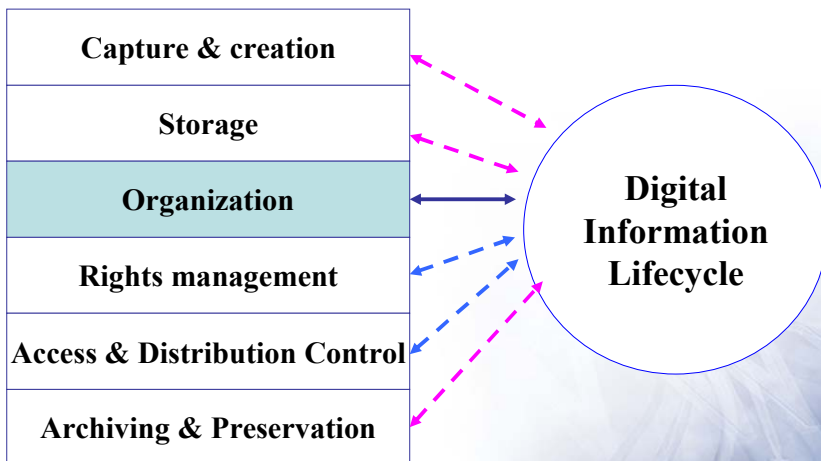 Capture & creation
Storage
Organization
Rights management
Access & Distribution Control
Archiving & Preservation
Digital
Information
Lifecycle